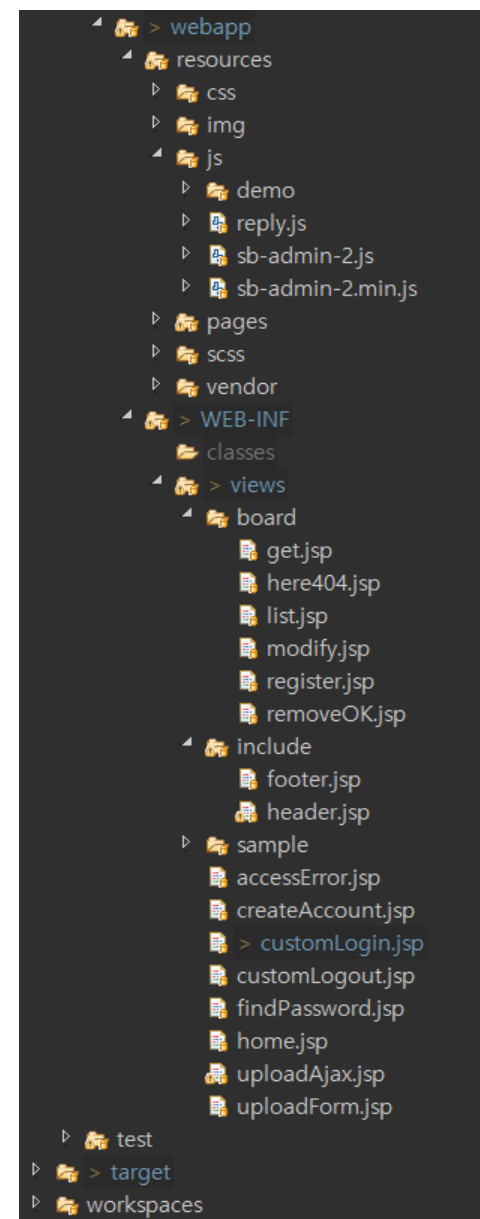 > webapp
resources
css
img
js
demo
reply.js
sb-admin-2.js
sb-admin-2.min.js
pages
scss
vendor
> WEB-INF
classes
> views
board
get.jsp
here404.jsp
list.jsp
modify.jsp
register.jsp
removeOK.jsp
include
footer.jsp
header.jsp
sample
accessError.jsp
createAccount.jsp
> customLogin.jsp
customLogout.jsp
findPassword.jsp
home.jsp
uploadAjax.jsp
uploadForm.jsp
test
> target
workspaces